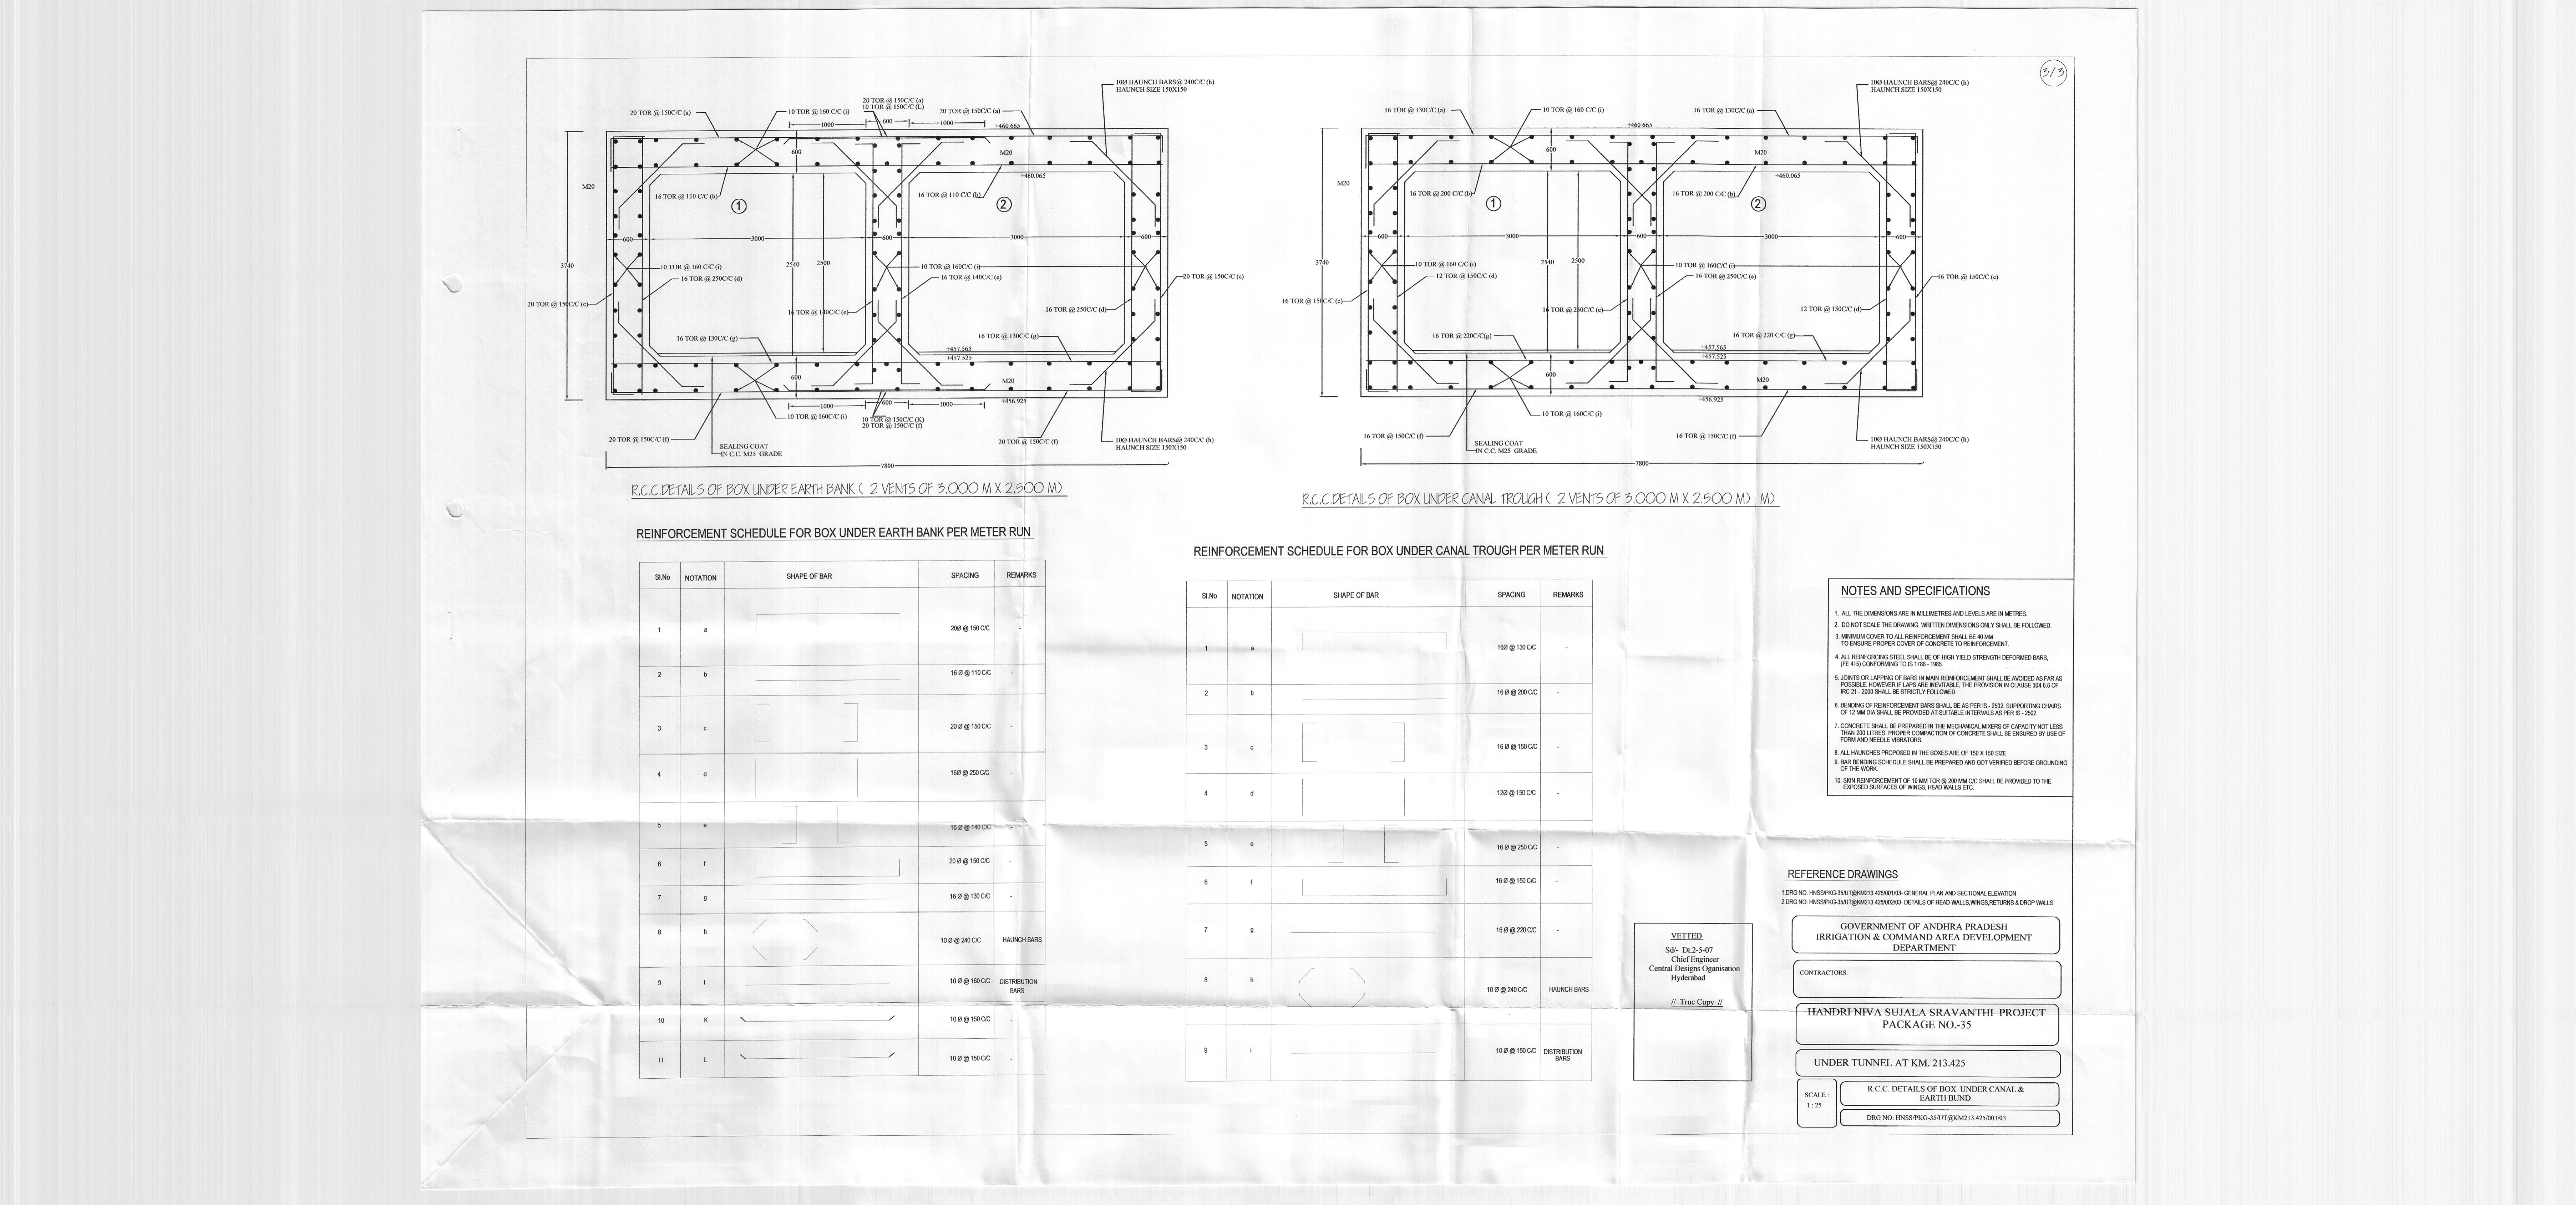 3/3
10Ø HAUNCH BARS@ 240C/C (h)
HAUNCH SIZE 150X150
20 TOR @ 150C/C (a)
10 TOR @ 160 C/C (i)
20 TOR @ 150C/C (a)
10 TOR @ 150C/C (L)
20 TOR @ 150C/C (a)
1000
600
1000
+460.665
600
M20
M20
+460.065
16 TOR @ 110 C/C (b)
1
16 TOR @ 110 C/C (b)
2
600
3000
600
3000
600
3740
2540
2500
10 TOR @ 160 C/C (i)
10 TOR @ 160C/C (i)
16 TOR @ 250C/C (d)
16 TOR @ 140C/C (e)
20 TOR @ 150C/C (c)
20 TOR @ 150C/C (c)
16 TOR @ 140C/C (e)
16 TOR @ 250C/C (d)
16 TOR @ 130C/C (g)
16 TOR @ 130C/C (g)
+457.565
+457.525
600
M20
1000
600
1000
+456.925
10 TOR @ 160C/C (i)
10 TOR @ 150C/C (K)
20 TOR @ 150C/C (f)
20 TOR @ 150C/C (f)
20 TOR @ 150C/C (f)
10Ø HAUNCH BARS@ 240C/C (h)
HAUNCH SIZE 150X150
SEALING COAT
IN C.C. M25 GRADE
7800
R.C.C.DETAILS OF BOX UNDER EARTH BANK ( 2 VENTS OF 3.000 M X 2.500 M)
10Ø HAUNCH BARS@ 240C/C (h)
HAUNCH SIZE 150X150
16 TOR @ 130C/C (a)
10 TOR @ 160 C/C (i)
16 TOR @ 130C/C (a)
+460.665
600
M20
M20
+460.065
16 TOR @ 200 C/C (b)
1
16 TOR @ 200 C/C (b)
2
600
3000
600
3000
600
3740
2540
2500
10 TOR @ 160 C/C (i)
10 TOR @ 160C/C (i)
12 TOR @ 150C/C (d)
16 TOR @ 250C/C (e)
16 TOR @ 150C/C (c)
16 TOR @ 150C/C (c)
16 TOR @ 250C/C (e)
12 TOR @ 150C/C (d)
16 TOR @ 220C/C(g)
16 TOR @ 220 C/C (g)
+457.565
+457.525
600
M20
+456.925
10 TOR @ 160C/C (i)
16 TOR @ 150C/C (f)
16 TOR @ 150C/C (f)
10Ø HAUNCH BARS@ 240C/C (h)
HAUNCH SIZE 150X150
SEALING COAT
IN C.C. M25 GRADE
7800
R.C.C.DETAILS OF BOX UNDER CANAL TROUGH ( 2 VENTS OF 3.000 M X 2.500 M) M)
REINFORCEMENT SCHEDULE FOR BOX UNDER EARTH BANK PER METER RUN
Sl.No NOTATION SHAPE OF BAR SPACING REMARKS
1 a 20Ø @ 150 C/C -
2 b 16 Ø @ 110 C/C -
3 c 20 Ø @ 150 C/C -
4 d 16Ø @ 250 C/C -
5 e 16 Ø @ 140 C/C -
6 f 20 Ø @ 150 C/C -
7 g 16 Ø @ 130 C/C -
8 h 10 Ø @ 240 C/C HAUNCH BARS
9 i 10 Ø @ 160 C/C DISTRIBUTION
BARS
10 K 10 Ø @ 150 C/C -
11 L 10 Ø @ 150 C/C -
REINFORCEMENT SCHEDULE FOR BOX UNDER CANAL TROUGH PER METER RUN
Sl.No NOTATION SHAPE OF BAR SPACING REMARKS
1 a 16Ø @ 130 C/C -
2 b 16 Ø @ 200 C/C -
3 c 16 Ø @ 150 C/C -
4 d 12Ø @ 150 C/C -
5 e 16 Ø @ 250 C/C -
6 f 16 Ø @ 150 C/C -
7 g 16 Ø @ 220 C/C -
8 h 10 Ø @ 240 C/C HAUNCH BARS
9 i 10 Ø @ 150 C/C DISTRIBUTION
BARS
NOTES AND SPECIFICATIONS
1. ALL THE DIMENSIONS ARE IN MILLIMETRES AND LEVELS ARE IN METRES.
2. DO NOT SCALE THE DRAWING. WRITTEN DIMENSIONS ONLY SHALL BE FOLLOWED.
3. MINIMUM COVER TO ALL REINFORCEMENT SHALL BE 40 MM
TO ENSURE PROPER COVER OF CONCRETE TO REINFORCEMENT.
4. ALL REINFORCING STEEL SHALL BE OF HIGH YIELD STRENGTH DEFORMED BARS,
(FE 415) CONFORMING TO IS 1786 - 1985.
5. JOINTS OR LAPPING OF BARS IN MAIN REINFORCEMENT SHALL BE AVOIDED AS FAR AS
POSSIBLE. HOWEVER IF LAPS ARE INEVITABLE, THE PROVISION IN CLAUSE 304.6.6 OF
IRC 21 - 2000 SHALL BE STRICTLY FOLLOWED.
6. BENDING OF REINFORCEMENT BARS SHALL BE AS PER IS - 2502. SUPPORTING CHAIRS
OF 12 MM DIA SHALL BE PROVIDED AT SUITABLE INTERVALS AS PER IS - 2502.
7. CONCRETE SHALL BE PREPARED IN THE MECHANICAL MIXERS OF CAPACITY NOT LESS
THAN 200 LITRES. PROPER COMPACTION OF CONCRETE SHALL BE ENSURED BY USE OF
FORM AND NEEDLE VIBRATORS.
8. ALL HAUNCHES PROPOSED IN THE BOXES ARE OF 150 X 150 SIZE
9. BAR BENDING SCHEDULE SHALL BE PREPARED AND GOT VERIFIED BEFORE GROUNDING
OF THE WORK.
10. SKIN REINFORCEMENT OF 10 MM TOR @ 200 MM C/C SHALL BE PROVIDED TO THE
EXPOSED SURFACES OF WINGS, HEAD WALLS ETC.
REFERENCE DRAWINGS
1.DRG NO: HNSS/PKG-35/UT@KM213.425/001/03- GENERAL PLAN AND SECTIONAL ELEVATION
2.DRG NO: HNSS/PKG-35/UT@KM213.425/002/03- DETAILS OF HEAD WALLS,WINGS,RETURNS & DROP WALLS
VETTED
Sd/- Dt.2-5-07
Chief Engineer
Central Designs Oganisation
Hyderabad
// True Copy //
GOVERNMENT OF ANDHRA PRADESH
IRRIGATION & COMMAND AREA DEVELOPMENT
DEPARTMENT
CONTRACTORS:
HANDRI NIVA SUJALA SRAVANTHI PROJECT
PACKAGE NO.-35
UNDER TUNNEL AT KM. 213.425
SCALE :
1 : 25
R.C.C. DETAILS OF BOX UNDER CANAL &
EARTH BUND
DRG NO: HNSS/PKG-35/UT@KM213.425/003/03